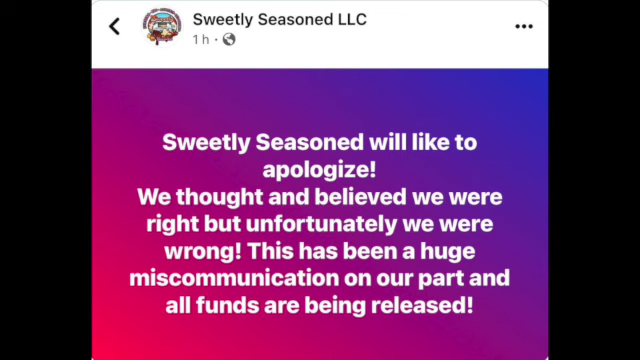 Sweetly Seasoned LLC
1 h ·
Sweetly Seasoned will like to
apologize!
We thought and believed we were
right but unfortunately we were
wrong! This has been a huge
miscommunication on our part and
all funds are being released!